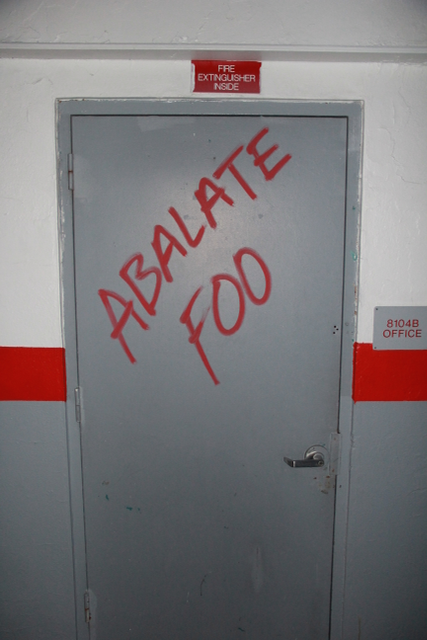 FIRE
EXTINGUISHER
INSIDE
ABALATE
FOO
8104B
OFFICE